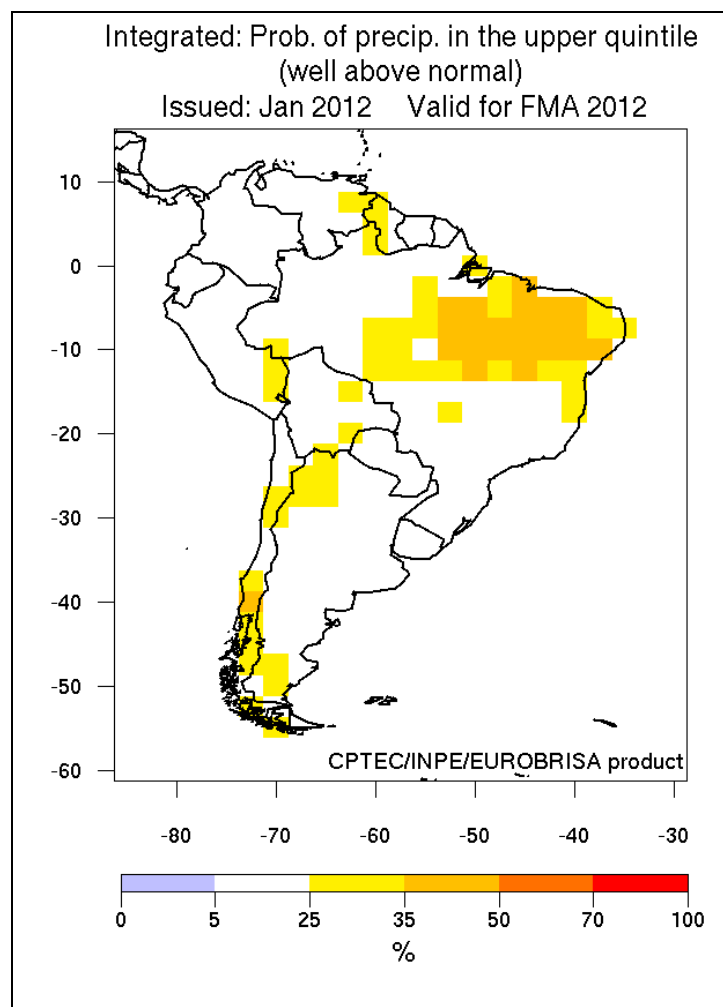 Integrated: Prob. of precip. in the upper quintile
(well above normal)
Issued: Jan 2012 Valid for FMA 2012
10
0
-10
-20
-30
-40
-50
-60
CPTEC/INPE/EUROBRISA product
-80 -70 -60 -50 -40 -30
0 5 25 35 50 70 100
%